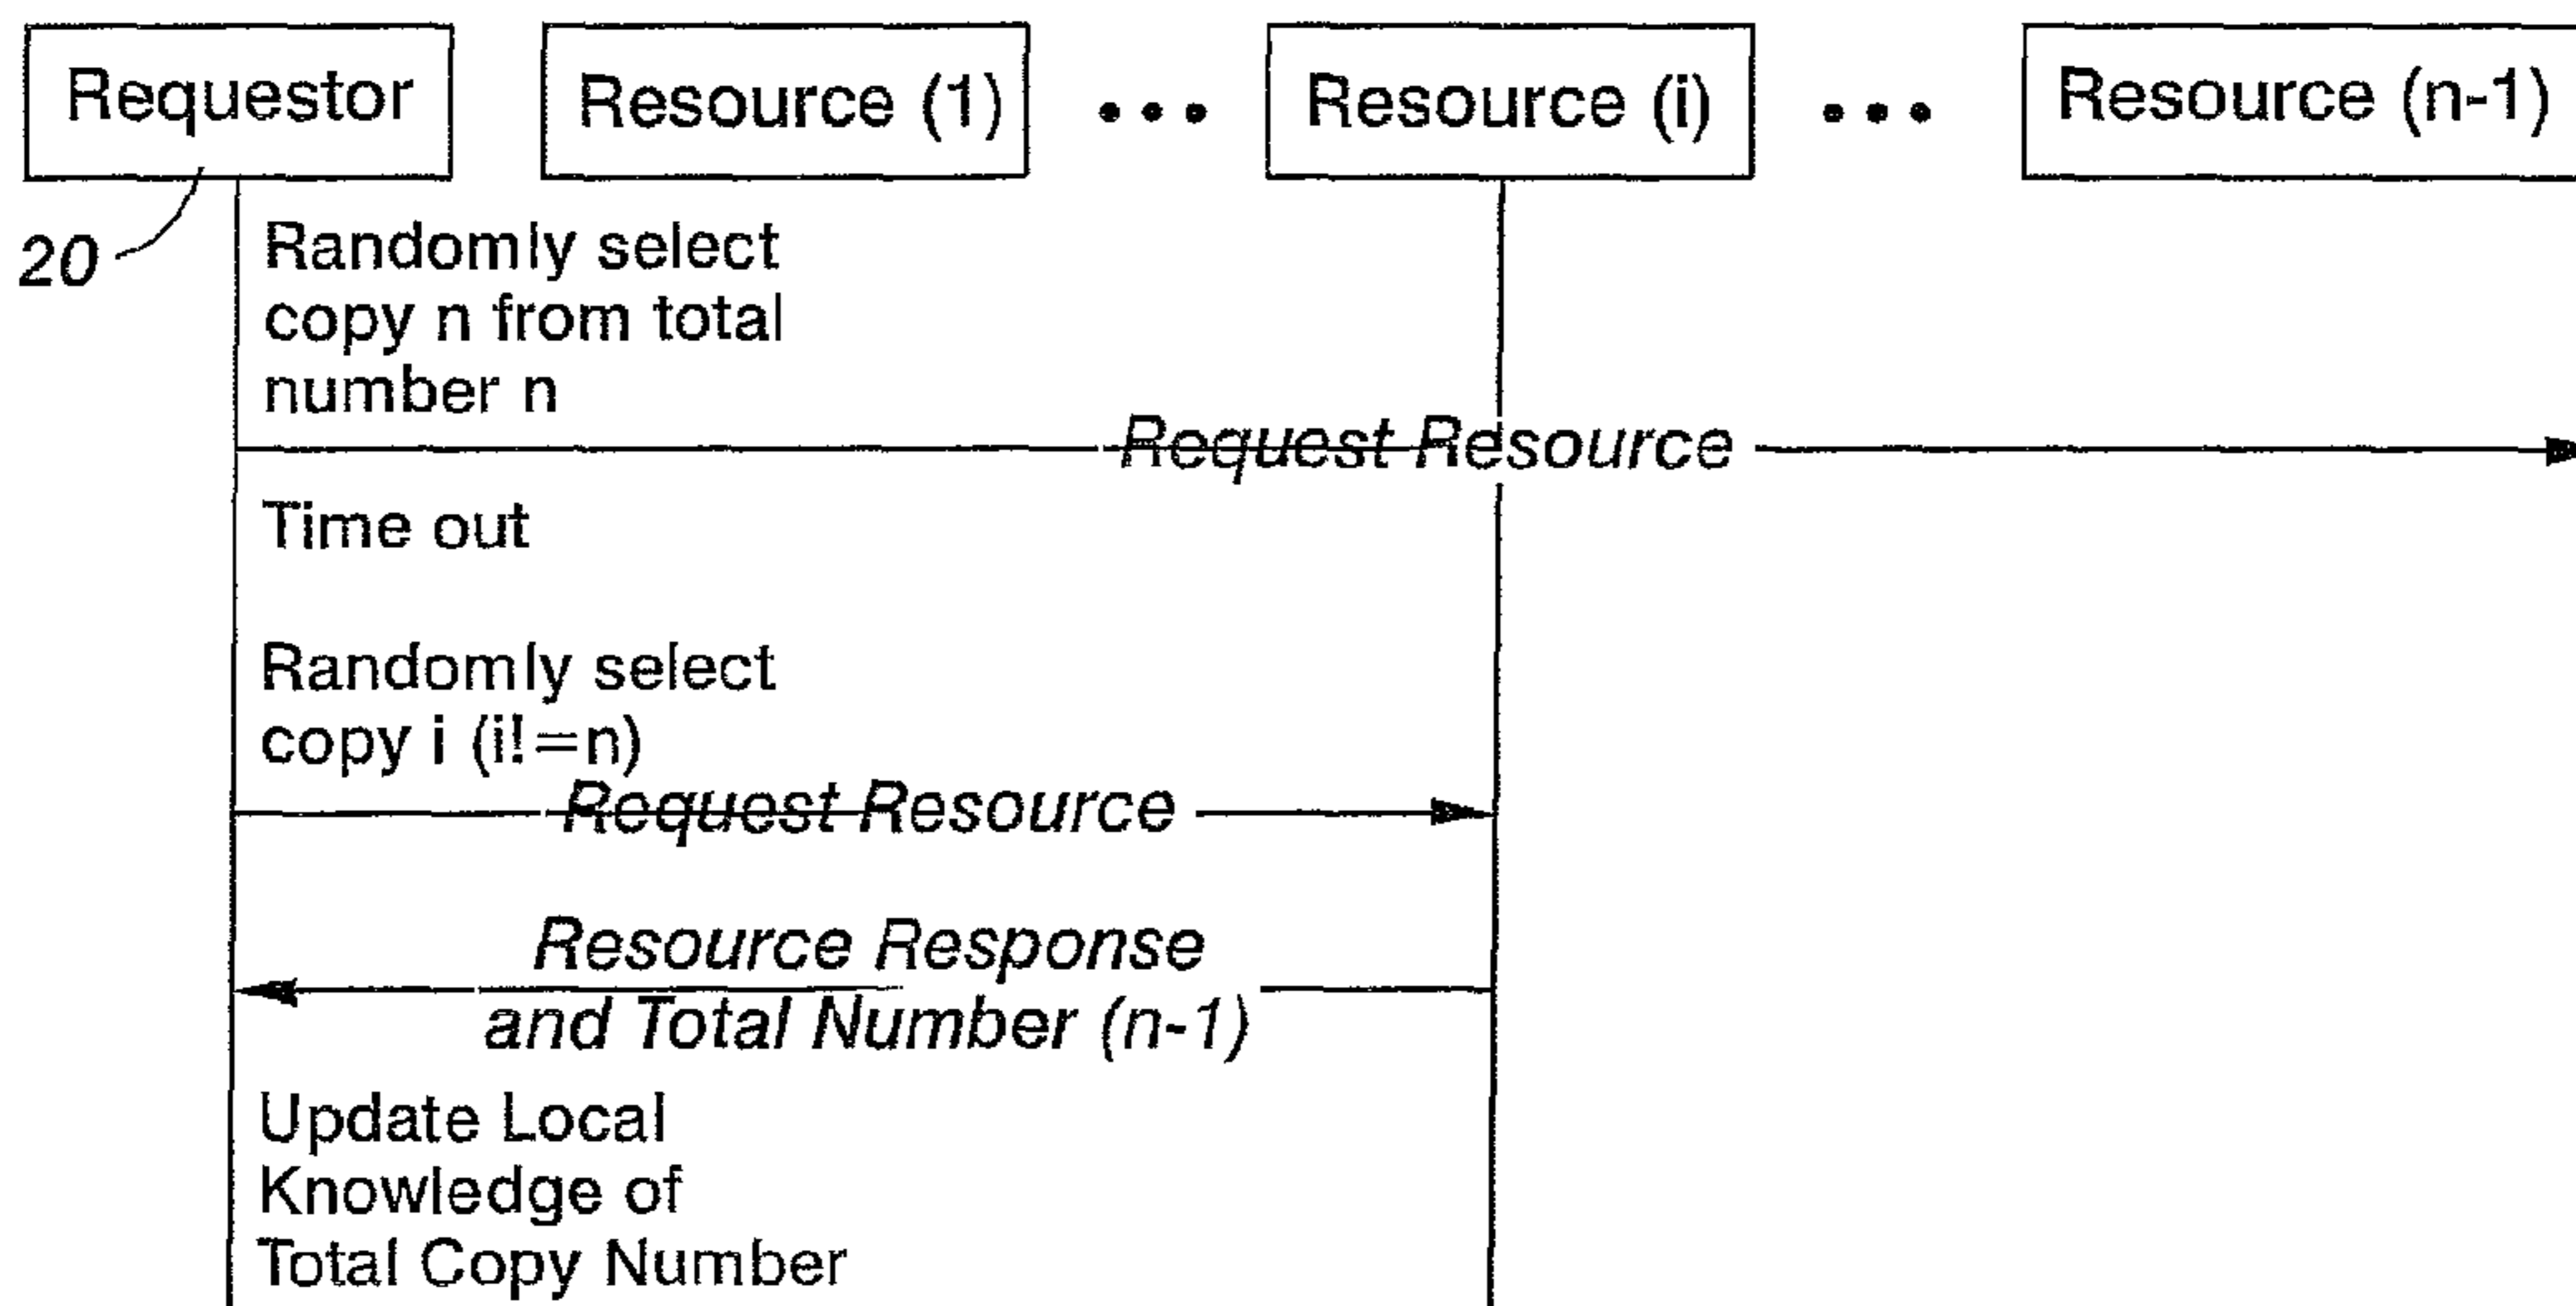 Requestor
Resource (1)
• • •
Resource (i)
• • •
Resource (n-1)
20
Randomly select
copy n from total
number n
Request Resource
Time out
Randomly select
copy i (i!=n)
Request Resource
Resource Response
and Total Number (n-1)
Update Local
Knowledge of
Total Copy Number